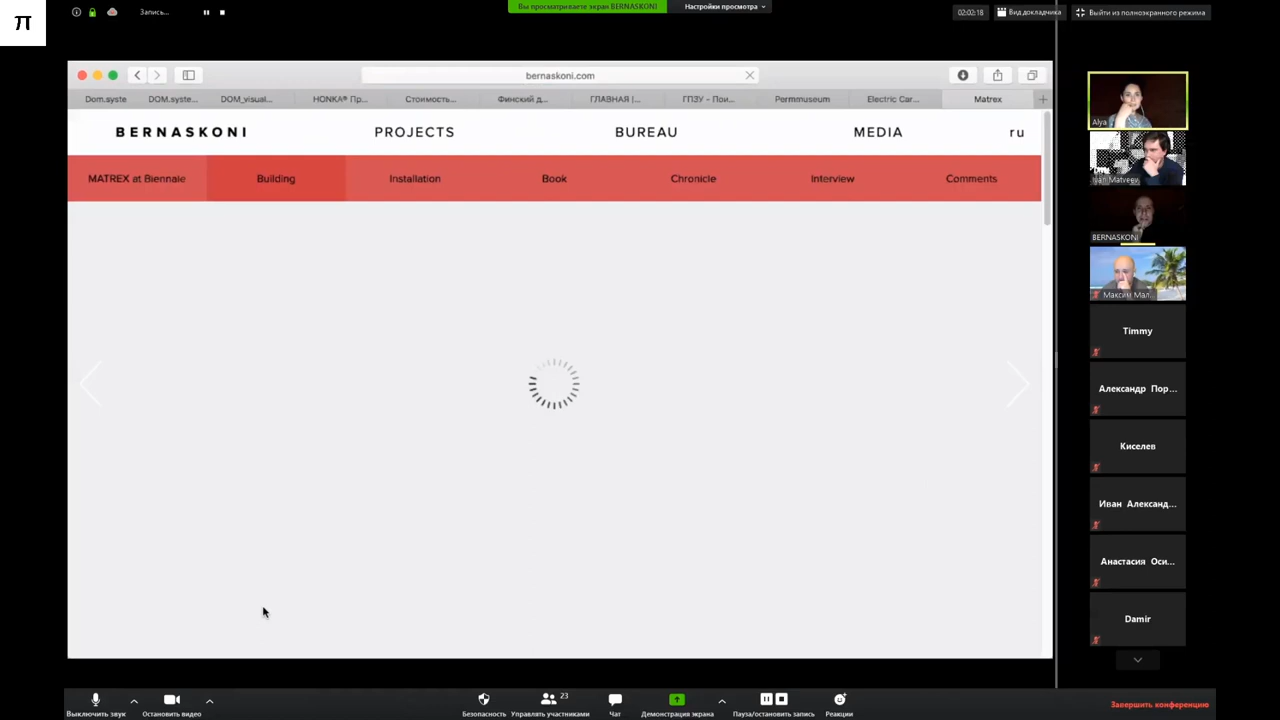 π
Запись...
Вы просматриваете экран BERNASKONI
Настройки просмотра
02:02:18
Вид докладчика
Выйти из полноэкранного режима
bernaskoni.com
Dom.syste
DOM.syste...
DOM_visual...
HONKA® Пр...
Стоимость...
Финский д...
ГЛАВНАЯ |...
ГПЗУ - Пои...
Permmuseum
Electric Car...
Matrex
BERNASKONI
PROJECTS
BUREAU
MEDIA
ru
MATREX at Biennale
Building
Installation
Book
Chronicle
Interview
Comments
Alya
Ivan Matveev
BERNASKONI
Максим Мал...
Timmy
Александр Пор...
Киселев
Иван Александ...
Анастасия Оси...
Damir
Выключить звук
Остановить видео
Безопасность
23
Управлять участниками
Чат
Демонстрация экрана
Пауза/остановить запись
Реакции
Завершить конференцию